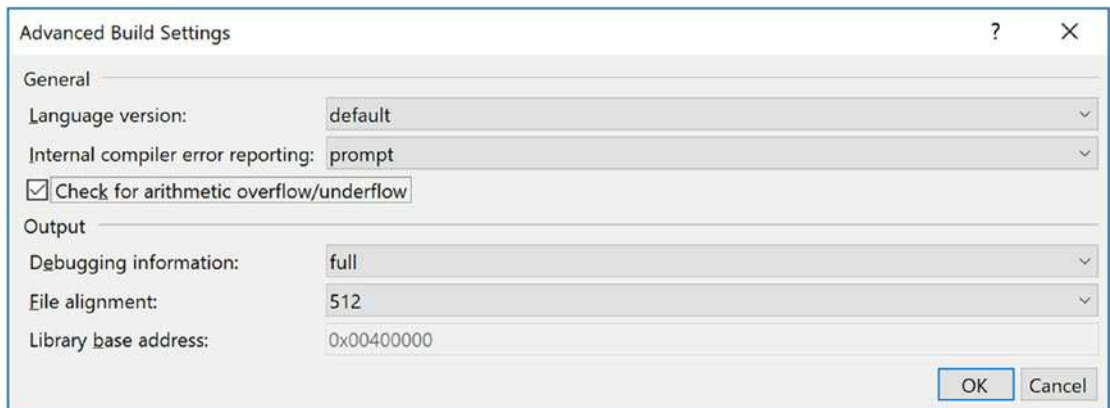 Advanced Build Settings ?
General
Language version: default
Internal compiler error reporting: prompt
Check for arithmetic overflow/underflow
Output
Debugging information: full
File alignment: 512
Library base address: 0x00400000
OK Cancel